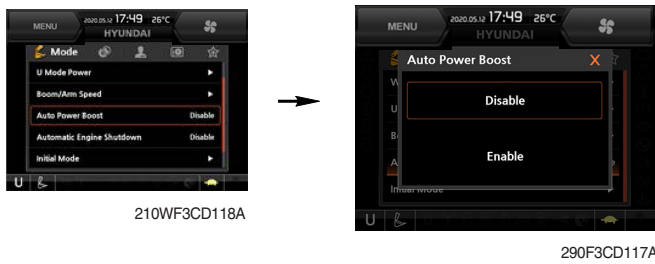 MENU
2020.05.12 17:49 26°C
HYUNDAI
Mode
U Mode Power
Boom/Arm Speed
Auto Power Boost Disable
Automatic Engine Shutdown Disable
Initial Mode
U
210WF3CD118A
MENU
2020.05.12 17:49 26°C
HYUNDAI
Auto Power Boost X
Disable
Enable
W
U
B
A
Initial Mode
U
290F3CD117A